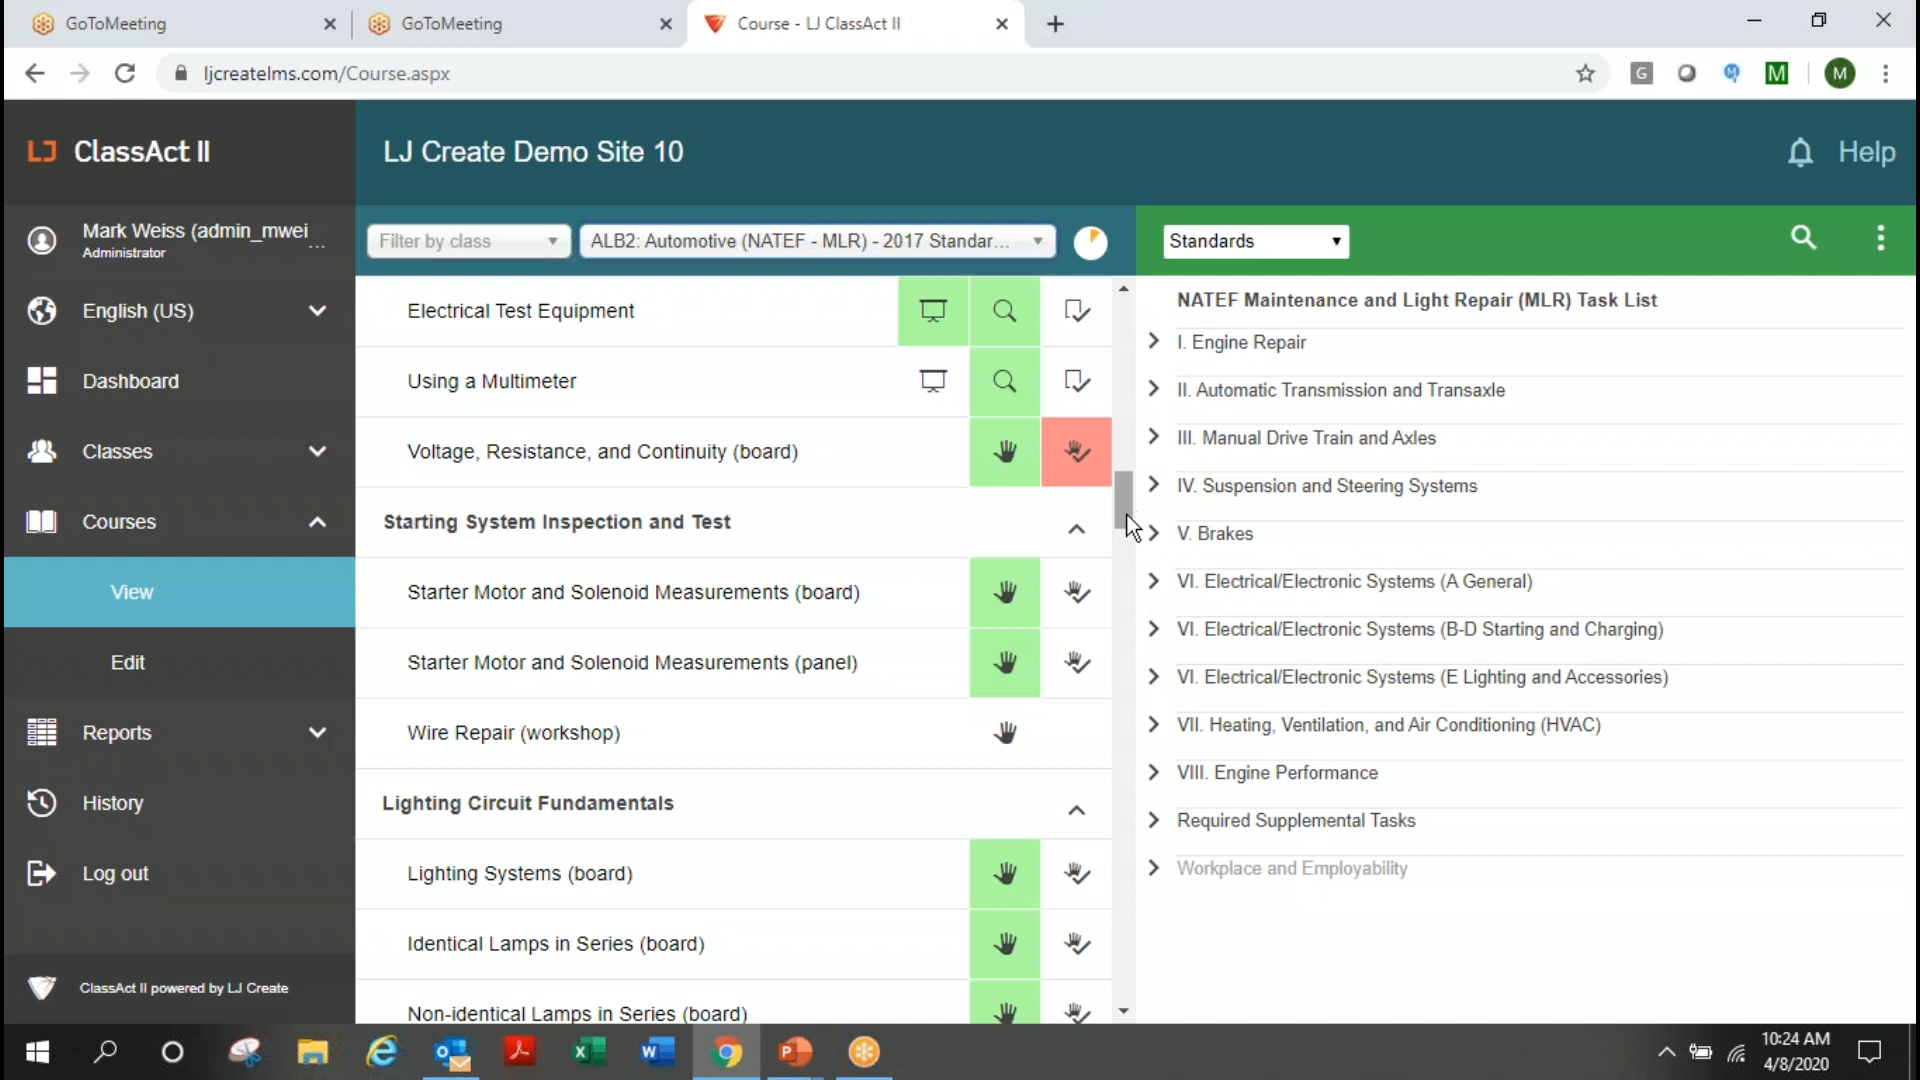 GoToMeeting
GoToMeeting
Course - LJ ClassAct II
ljcreatelms.com/Course.aspx
G
M
M
M
LJ ClassAct II
LJ Create Demo Site 10
Help
Mark Weiss (admin_mwei
...
Administrator
English (US)
Dashboard
Classes
Courses
View
Edit
Reports
History
Log out
ClassAct II powered by LJ Create
Filter by class
ALB2: Automotive (NATEF - MLR) - 2017 Standar...
Electrical Test Equipment
Using a Multimeter
Voltage, Resistance, and Continuity (board)
Starting System Inspection and Test
Starter Motor and Solenoid Measurements (board)
Starter Motor and Solenoid Measurements (panel)
Wire Repair (workshop)
Lighting Circuit Fundamentals
Lighting Systems (board)
Identical Lamps in Series (board)
Non-identical Lamps in Series (board)
Standards
NATEF Maintenance and Light Repair (MLR) Task List
I. Engine Repair
II. Automatic Transmission and Transaxle
III. Manual Drive Train and Axles
IV. Suspension and Steering Systems
V. Brakes
VI. Electrical/Electronic Systems (A General)
VI. Electrical/Electronic Systems (B-D Starting and Charging)
VI. Electrical/Electronic Systems (E Lighting and Accessories)
VII. Heating, Ventilation, and Air Conditioning (HVAC)
VIII. Engine Performance
Required Supplemental Tasks
Workplace and Employability
10:24 AM
4/8/2020